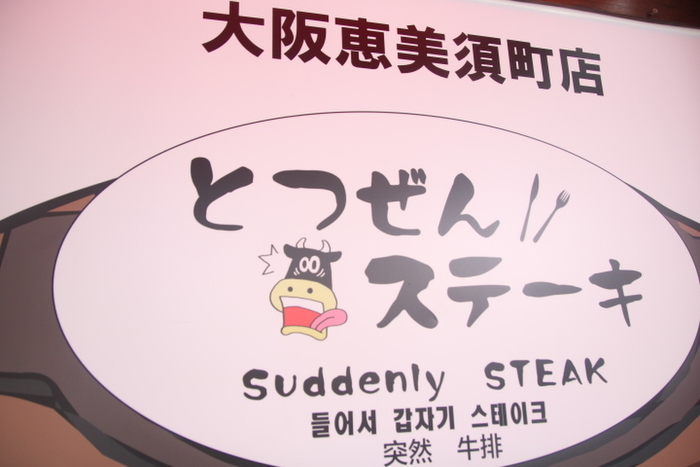 大阪恵美須町店
とつぜん
ステーキ
Suddenly STEAK
들어서 갑자기 스테이크
突然 牛排